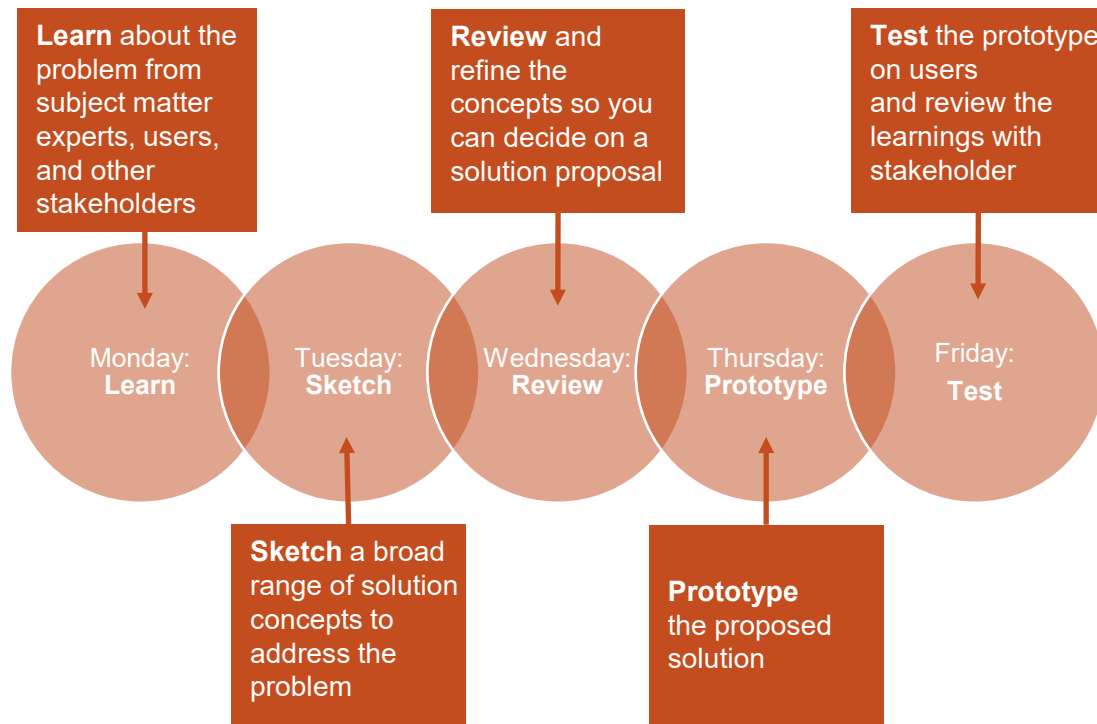 Learn about the
problem from
subject matter
experts, users,
and other
stakeholders
Review and
refine the
concepts so you
can decide on a
solution proposal
Test the prototype
on users
and review the
learnings with
stakeholder
Monday:
Learn
Tuesday:
Sketch
Wednesday:
Review
Thursday:
Prototype
Friday:
Test
Sketch a broad
range of solution
concepts to
address the
problem
Prototype
the proposed
solution